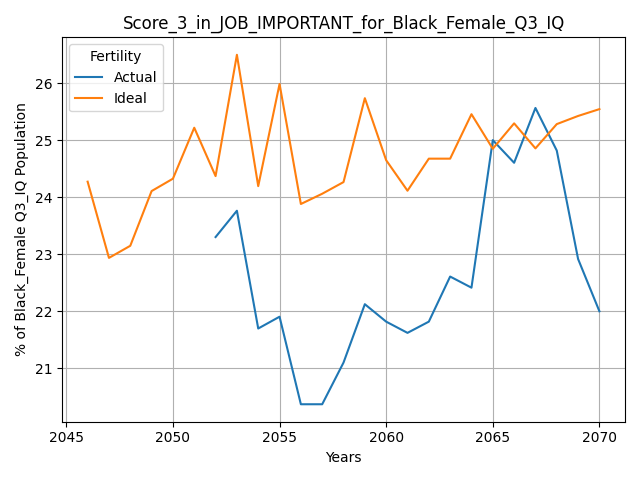 Score_3_in_JOB_IMPORTANT_for_Black_Female_Q3_IQ
Fertility
Actual
Ideal
% of Black_Female Q3_IQ Population
26
25
24
23
22
21
2045 2050 2055 2060 2065 2070
Years